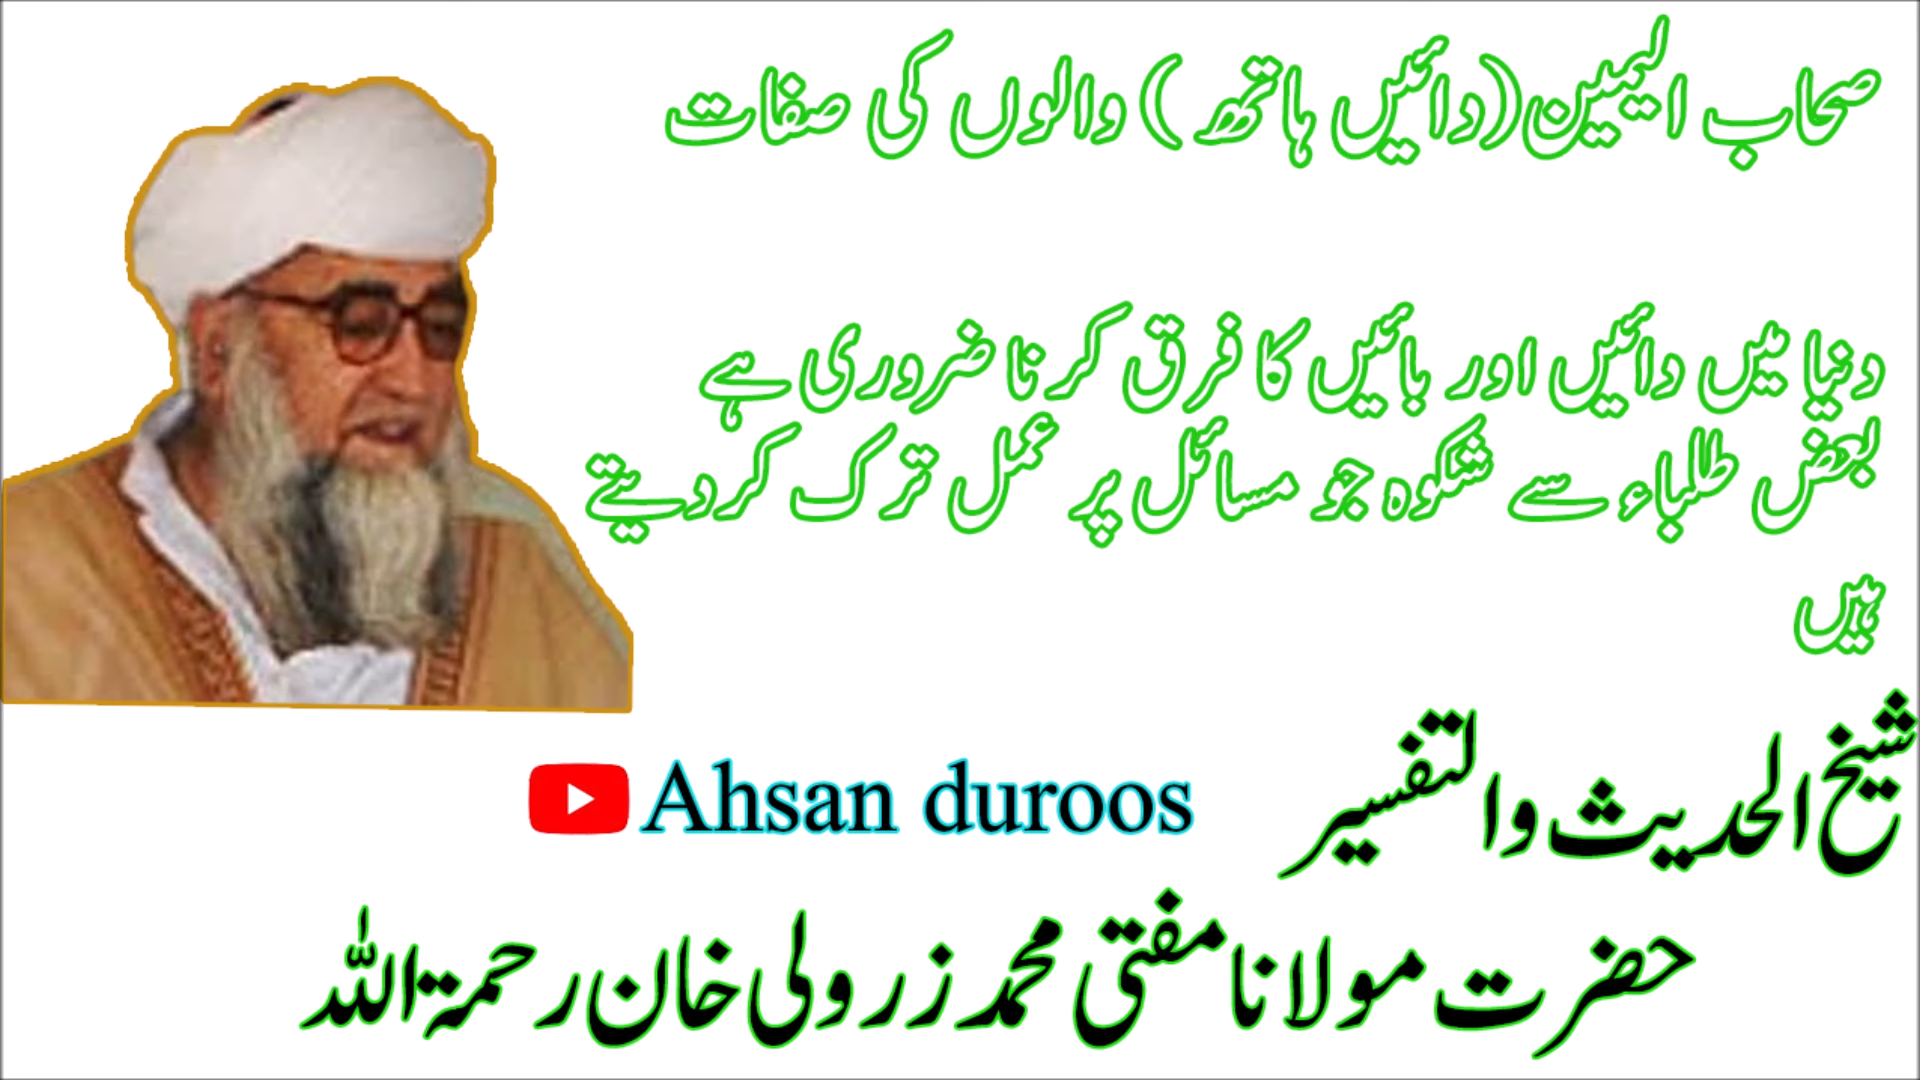 صحاب الیمین (دائیں ہاتھ ) والوں کی صفات
دنیا میں دائیں اور بائیں کا فرق کرنا ضروری ہے
بعض طلباء سے شکوہ جو مسائل پر عمل ترک کردیتے
ہیں
شیخ الحدیث والتفسیر
Ahsan duroos
حضرت مولانا مفتی محمد زرولی خان رحمۃ اللہ